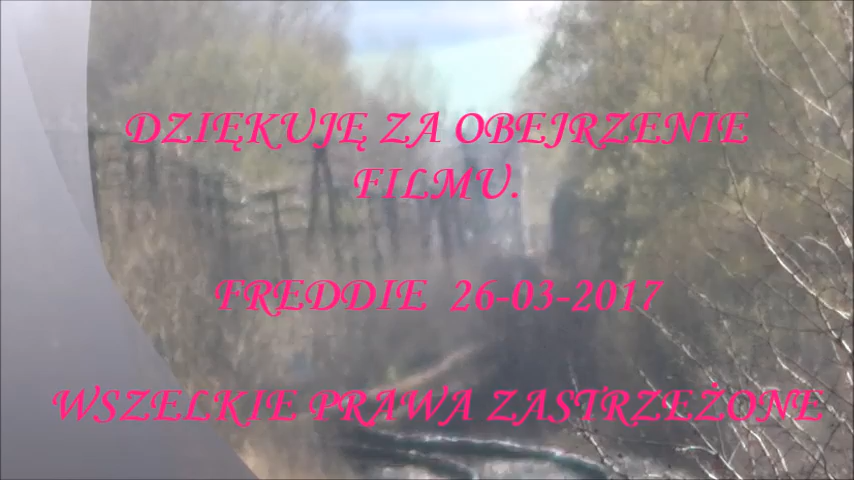 DZIĘKUJĘ ZA OBEJRZENIE
FILMU.
FREDDIE 26-03-2017
WSZELKIE PRAWA ZASTRZEŻONE